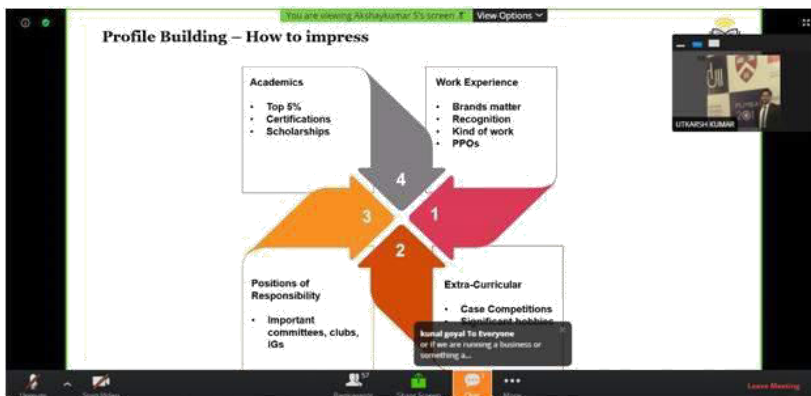 You are viewing Akshaykumar S's screen
View Options
Profile Building – How to impress
Academics
• Top 5%
• Certifications
• Scholarships
Work Experience
• Brands matter
• Recognition
• Kind of work
• PPOs
4
3
1
2
Positions of
Responsibility
• Important
committees, clubs,
IGs
Extra-Curricular
• Case Competitions
• Significant hobbies
kunal goyal To Everyone
or if we are running a business or
something a...
UTKARSH KUMAR
57
Leave Meeting